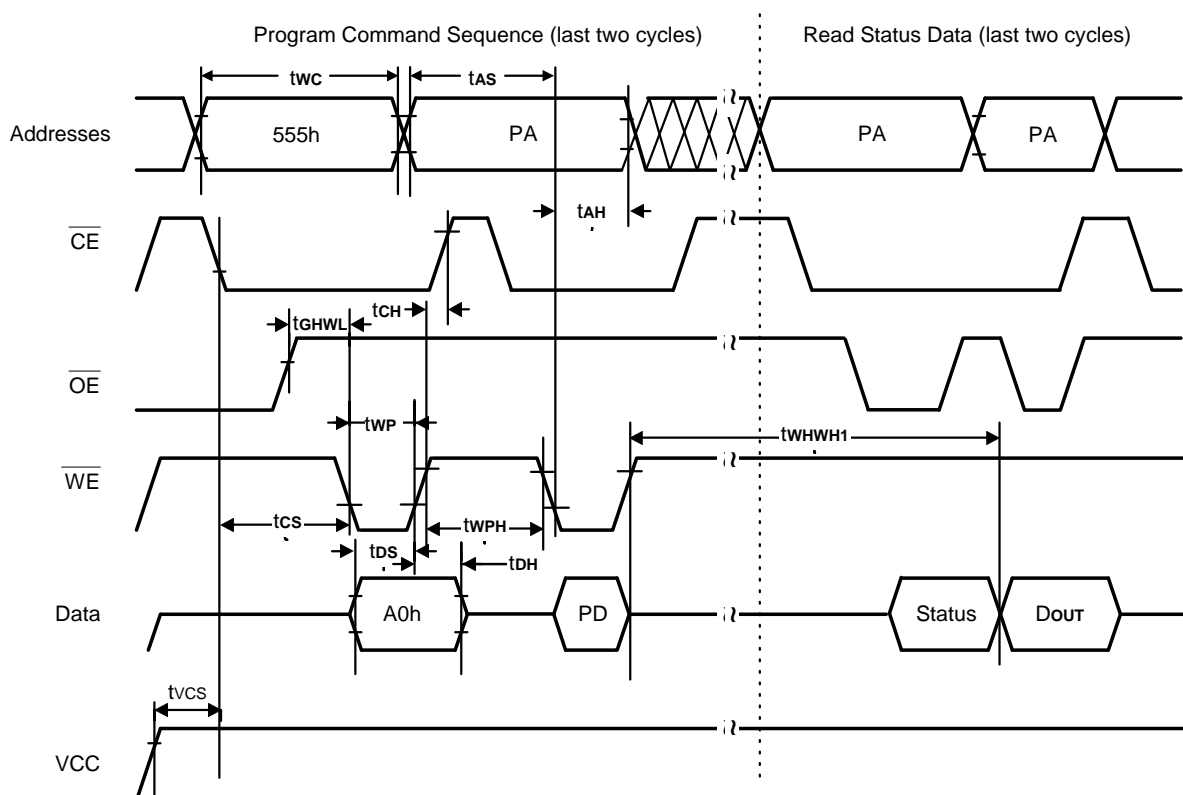 Program Command Sequence (last two cycles)
Read Status Data (last two cycles)
tWC
tAS
Addresses
555h
PA
PA
PA
tAH
CE
tCH
tGHWL
OE
tWP
tWHWH1
WE
tCS
tWPH
tDS
tDH
Data
A0h
PD
Status
DOUT
tVCS
VCC